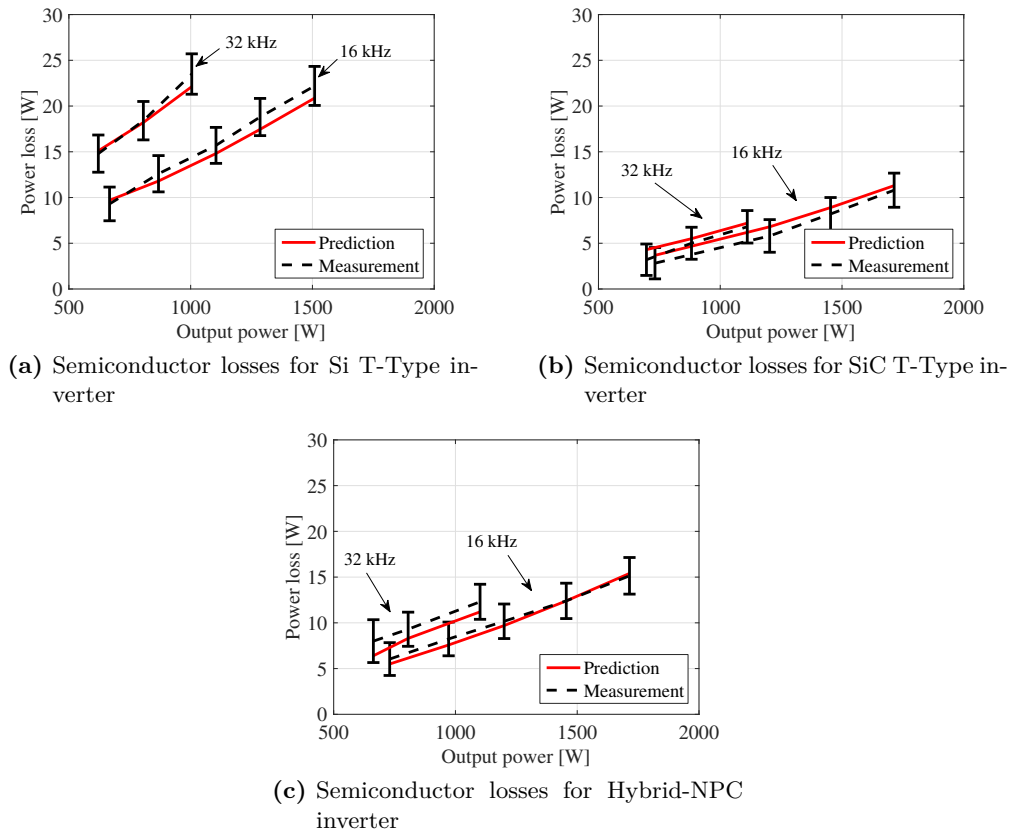 30
25
20
15
10
5
0
Power loss [W]
32 kHz
16 kHz
Prediction
Measurement
500
1000
1500
2000
Output power [W]
(a) Semiconductor losses for Si T-Type in-
verter
30
25
20
15
10
5
0
Power loss [W]
32 kHz
16 kHz
Prediction
Measurement
500
1000
1500
2000
Output power [W]
(b) Semiconductor losses for SiC T-Type in-
verter
30
25
20
15
10
5
0
Power loss [W]
32 kHz
16 kHz
Prediction
Measurement
500
1000
1500
2000
Output power [W]
(c) Semiconductor losses for Hybrid-NPC
inverter